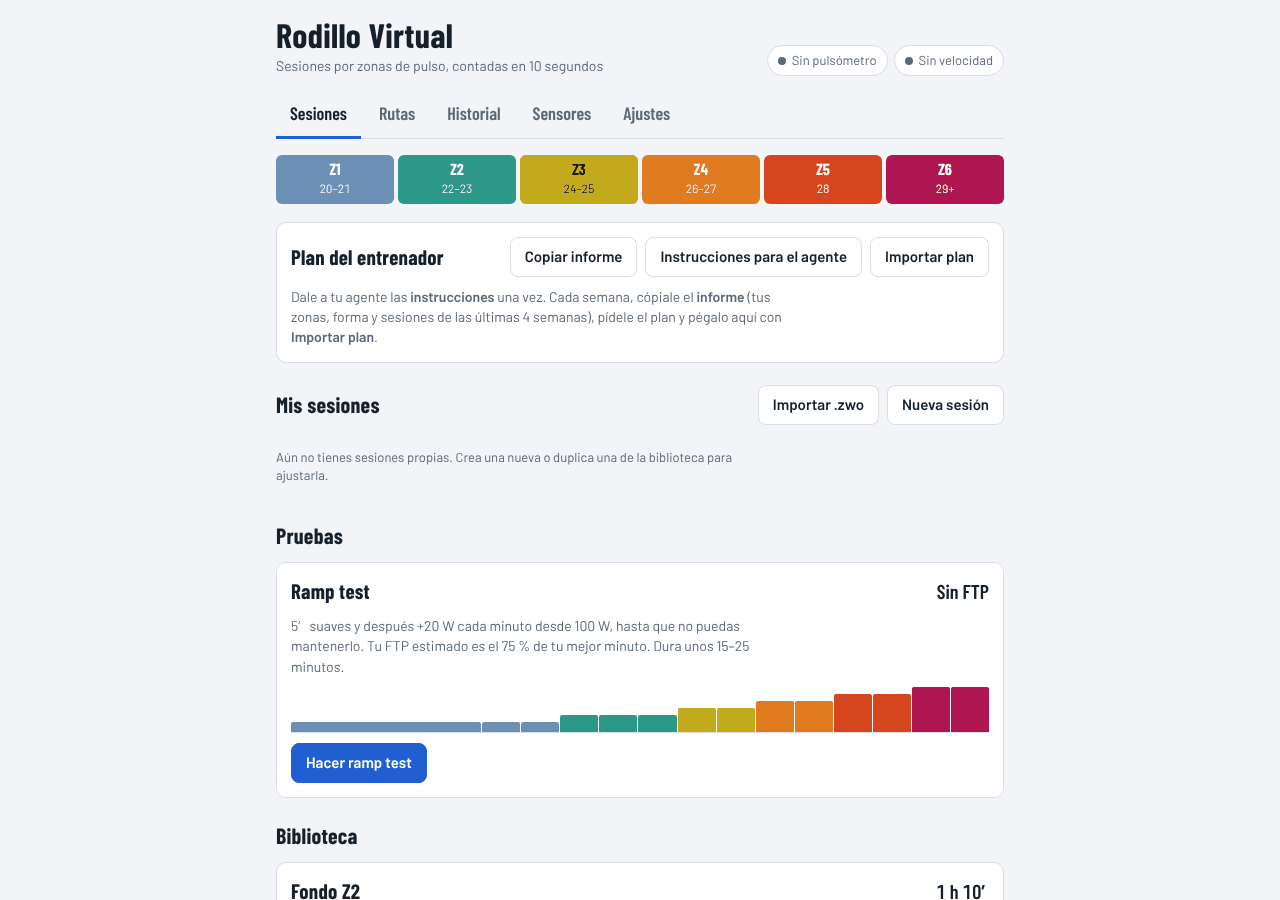 Rodillo Virtual
Sesiones por zonas de pulso, contadas en 10 segundos
Sin pulsómetro
Sin velocidad
Sesiones
Rutas
Historial
Sensores
Ajustes
Z1
20–21
Z2
22–23
Z3
24–25
Z4
26–27
Z5
28
Z6
29+
Plan del entrenador
Copiar informe
Instrucciones para el agente
Importar plan
Dale a tu agente las instrucciones una vez. Cada semana, cópiale el informe (tus
zonas, forma y sesiones de las últimas 4 semanas), pídele el plan y pégalo aquí con
Importar plan.
Mis sesiones
Importar .zwo
Nueva sesión
Aún no tienes sesiones propias. Crea una nueva o duplica una de la biblioteca para
ajustarla.
Pruebas
Ramp test
Sin FTP
5′ suaves y después +20 W cada minuto desde 100 W, hasta que no puedas
mantenerlo. Tu FTP estimado es el 75 % de tu mejor minuto. Dura unos 15–25
minutos.
Hacer ramp test
Biblioteca
Fondo Z2
1 h 10′